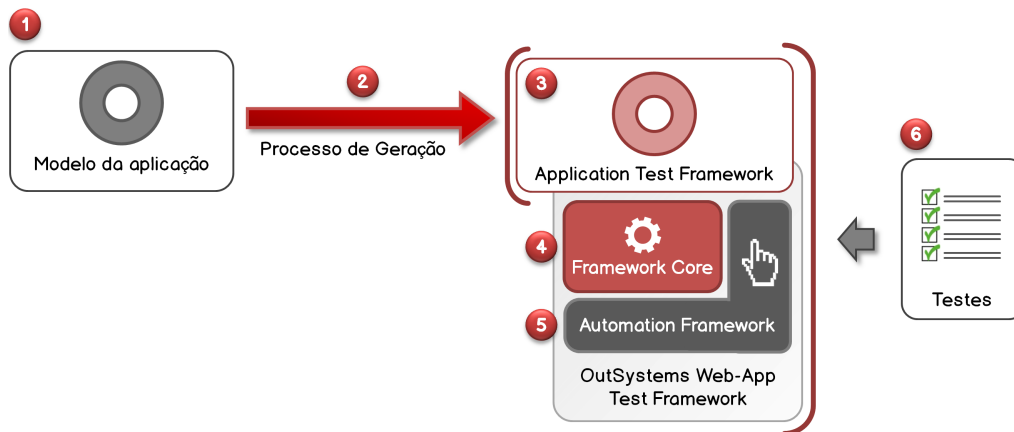 1
Modelo da aplicação
2
Processo de Geração
3
Application Test Framework
4
Framework Core
5
Automation Framework
OutSystems Web-App
Test Framework
6
Testes